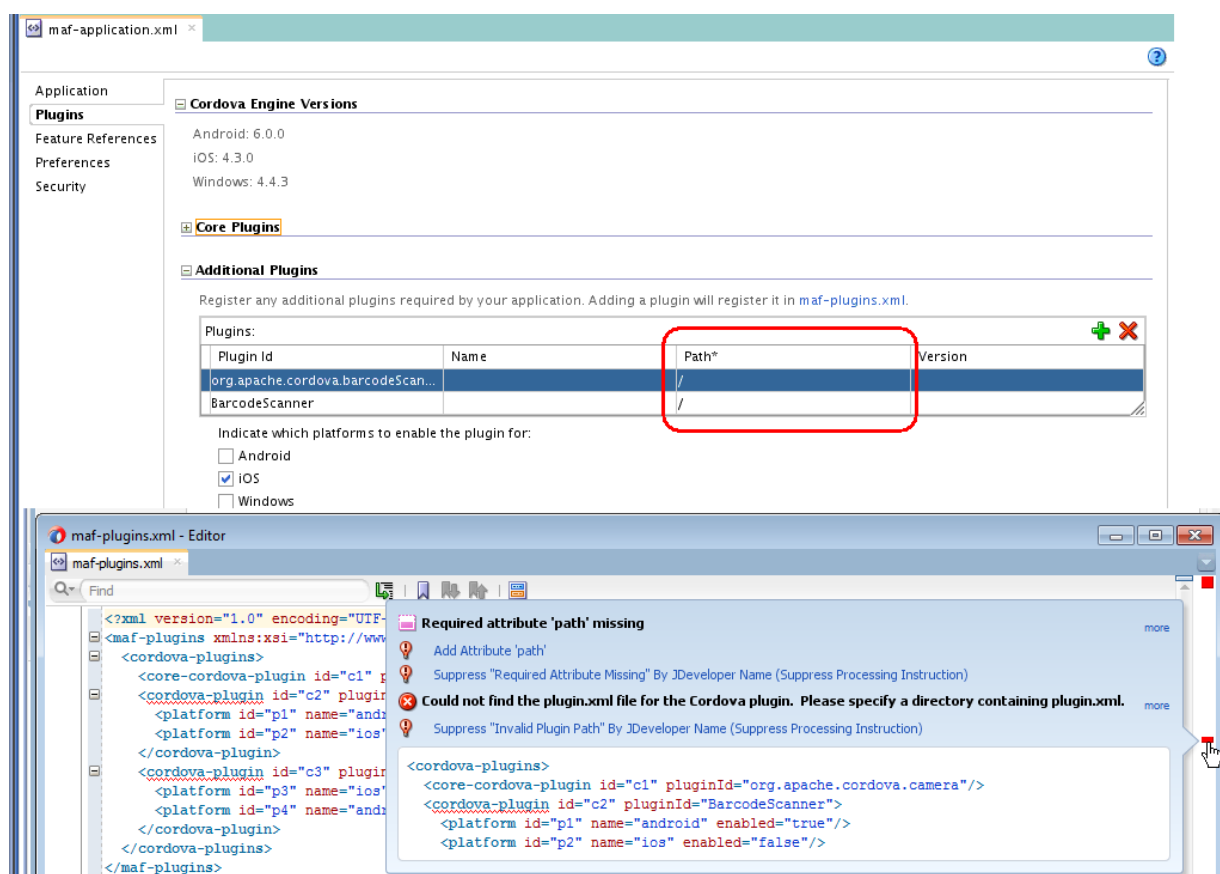 maf-application.xml
Application
Plugins
Feature References
Preferences
Security
Cordova Engine Versions
Android: 6.0.0
iOS: 4.3.0
Windows: 4.4.3
Core Plugins
Additional Plugins
Register any additional plugins required by your application. Adding a plugin will register it in maf-plugins.xml.
Plugins:
Plugin Id Name Path* Version
org.apache.cordova.barcodeScan... /
BarcodeScanner /
Indicate which platforms to enable the plugin for:
Android
iOS
Windows
maf-plugins.xml - Editor
maf-plugins.xml
Find
<?xml version="1.0" encoding="UTF-
<maf-plugins xmlns:xsi="http://www
<cordova-plugins>
<core-cordova-plugin id="c1" p
<cordova-plugin id="c2" plugin
<platform id="p1" name="andr
<platform id="p2" name="ios"
</cordova-plugin>
<cordova-plugin id="c3" plugin
<platform id="p3" name="ios"
<platform id="p4" name="andr
</cordova-plugin>
</cordova-plugins>
</maf-plugins>
Required attribute 'path' missing more
Add Attribute 'path'
Suppress "Required Attribute Missing" By JDeveloper Name (Suppress Processing Instruction)
Could not find the plugin.xml file for the Cordova plugin. Please specify a directory containing plugin.xml. more
Suppress "Invalid Plugin Path" By JDeveloper Name (Suppress Processing Instruction)
<cordova-plugins>
<core-cordova-plugin id="c1" pluginId="org.apache.cordova.camera"/>
<cordova-plugin id="c2" pluginId="BarcodeScanner">
<platform id="p1" name="android" enabled="true"/>
<platform id="p2" name="ios" enabled="false"/>